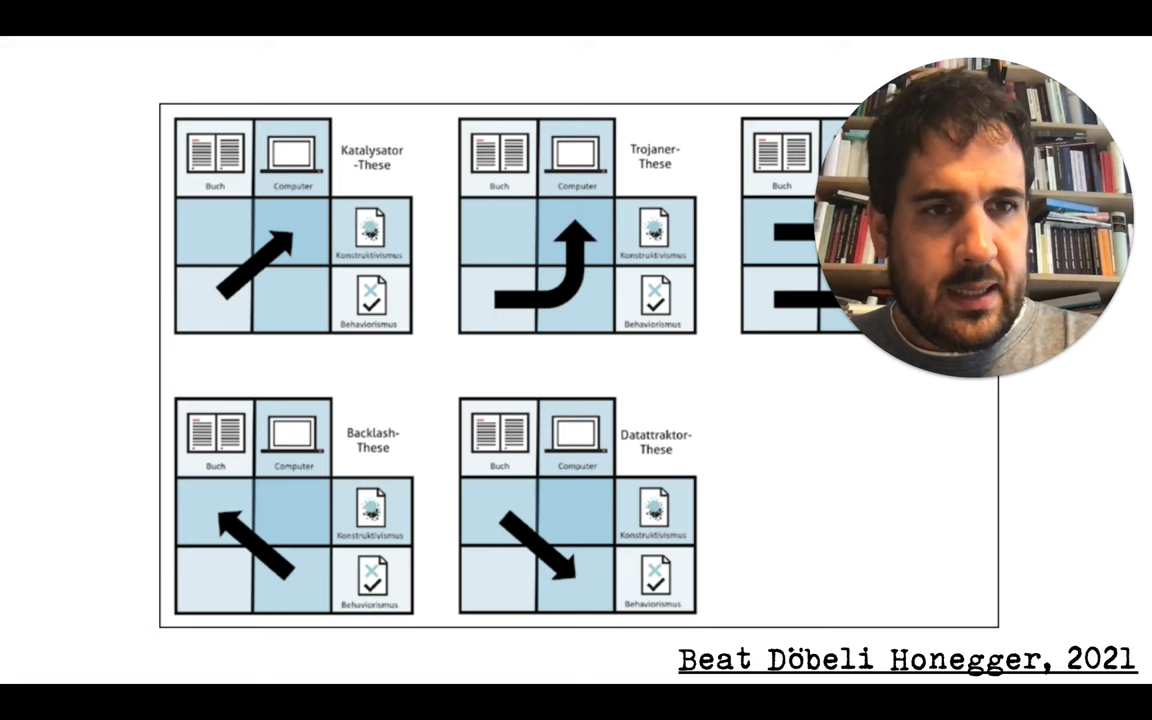 Buch
Computer
Katalysator
-These
Konstruktivismus
Behaviorismus
Buch
Computer
Trojaner-
These
Konstruktivismus
Behaviorismus
Buch
Buch
Computer
Backlash-
These
Konstruktivismus
Behaviorismus
Buch
Computer
Datattraktor-
These
Konstruktivismus
Behaviorismus
Beat Döbeli Honegger, 2021